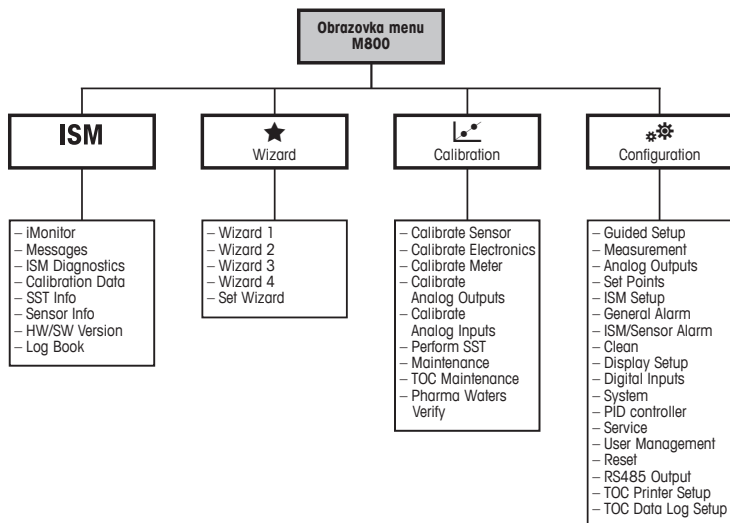 Obrazovka menu
M800
ISM
Wizard
Calibration
Configuration
– iMonitor
– Messages
– ISM Diagnostics
– Calibration Data
– SST Info
– Sensor Info
– HW/SW Version
– Log Book
– Wizard 1
– Wizard 2
– Wizard 3
– Wizard 4
– Set Wizard
– Calibrate Sensor
– Calibrate Electronics
– Calibrate Meter
– Calibrate
Analog Outputs
– Calibrate
Analog Inputs
– Perform SST
– Maintenance
– TOC Maintenance
– Pharma Waters
Verify
– Guided Setup
– Measurement
– Analog Outputs
– Set Points
– ISM Setup
– General Alarm
– ISM/Sensor Alarm
– Clean
– Display Setup
– Digital Inputs
– System
– PID controller
– Service
– User Management
– Reset
– RS485 Output
– TOC Printer Setup
– TOC Data Log Setup